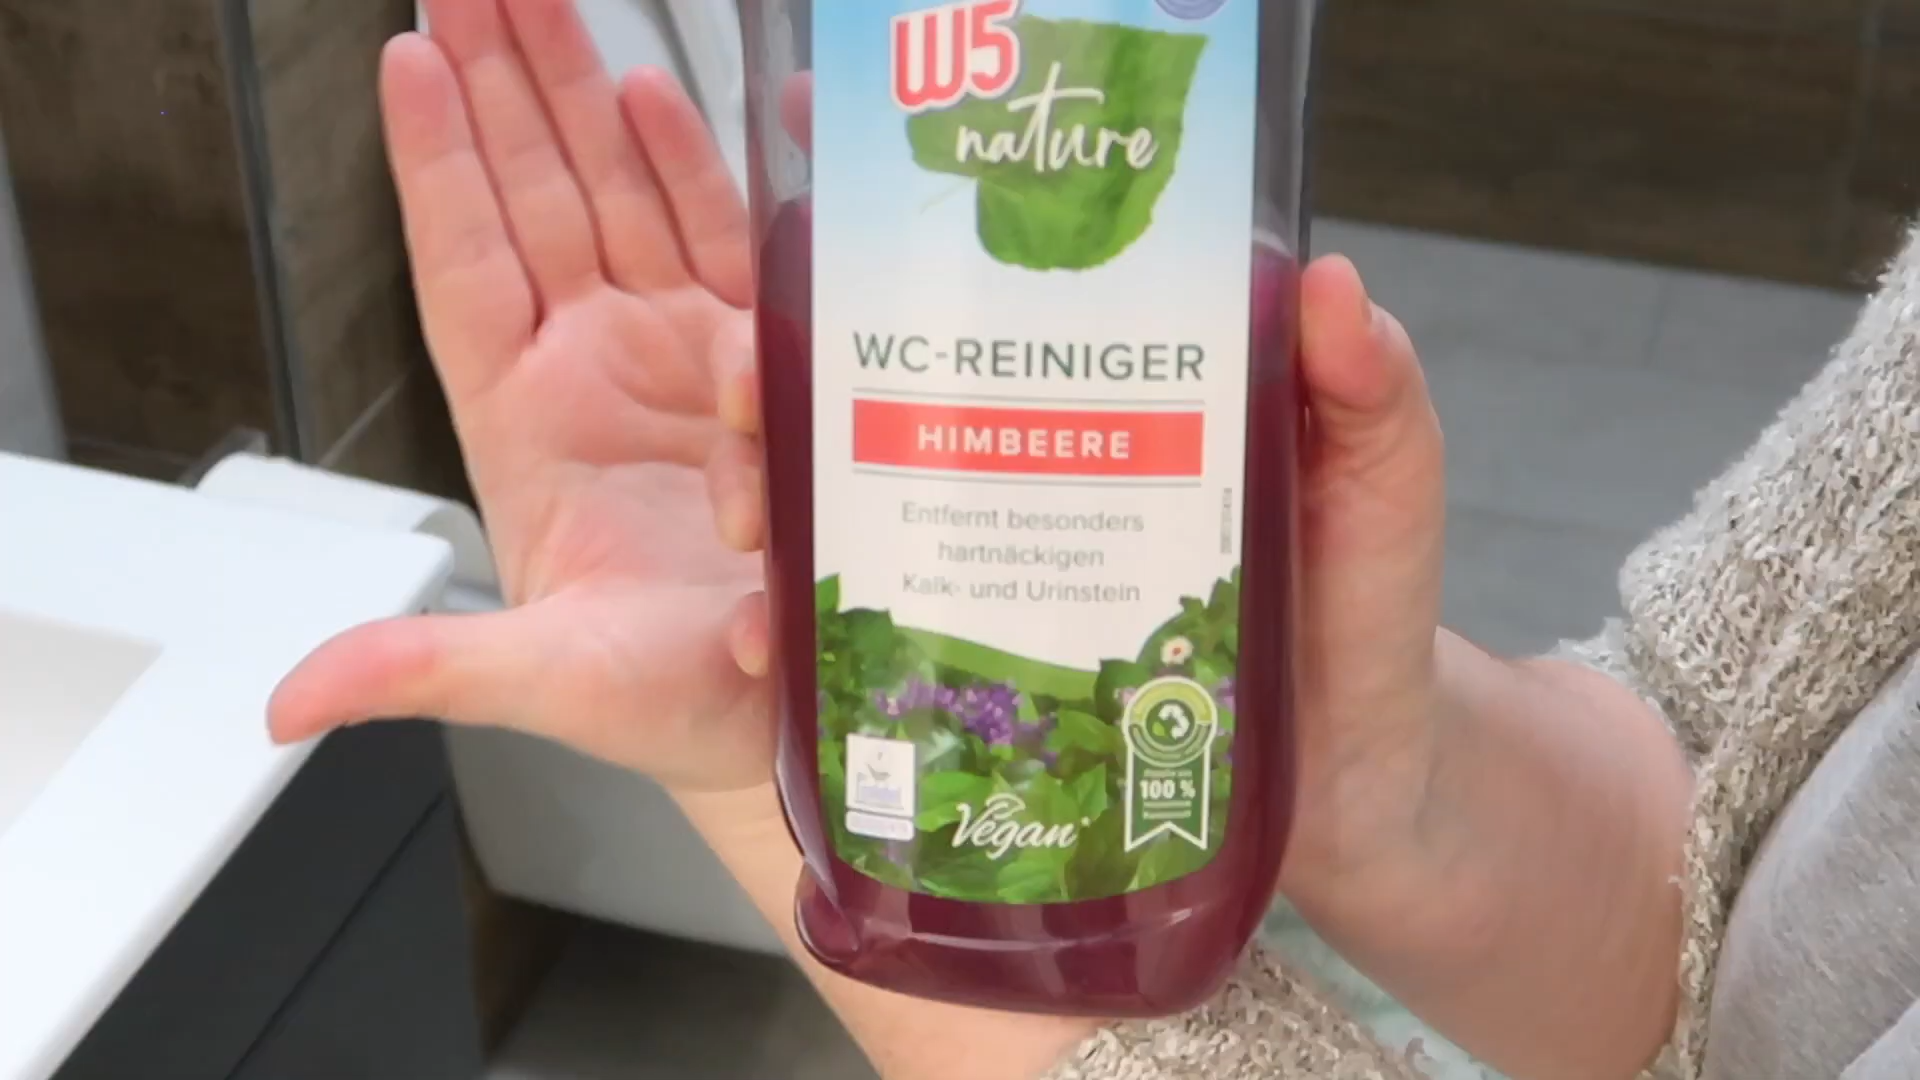 W5
nature
WC-REINIGER
HIMBEERE
Entfernt besonders
hartnäckigen
Kalk- und Urinstein
Vegan
100 %